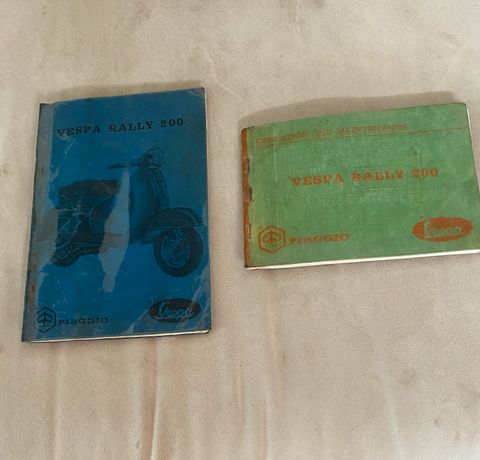 VESPA RALLY 200
PIAGGIO
Vespa
OPERATION AND MAINTENANCE
VESPA RALLY 200
PIAGGIO
Vespa